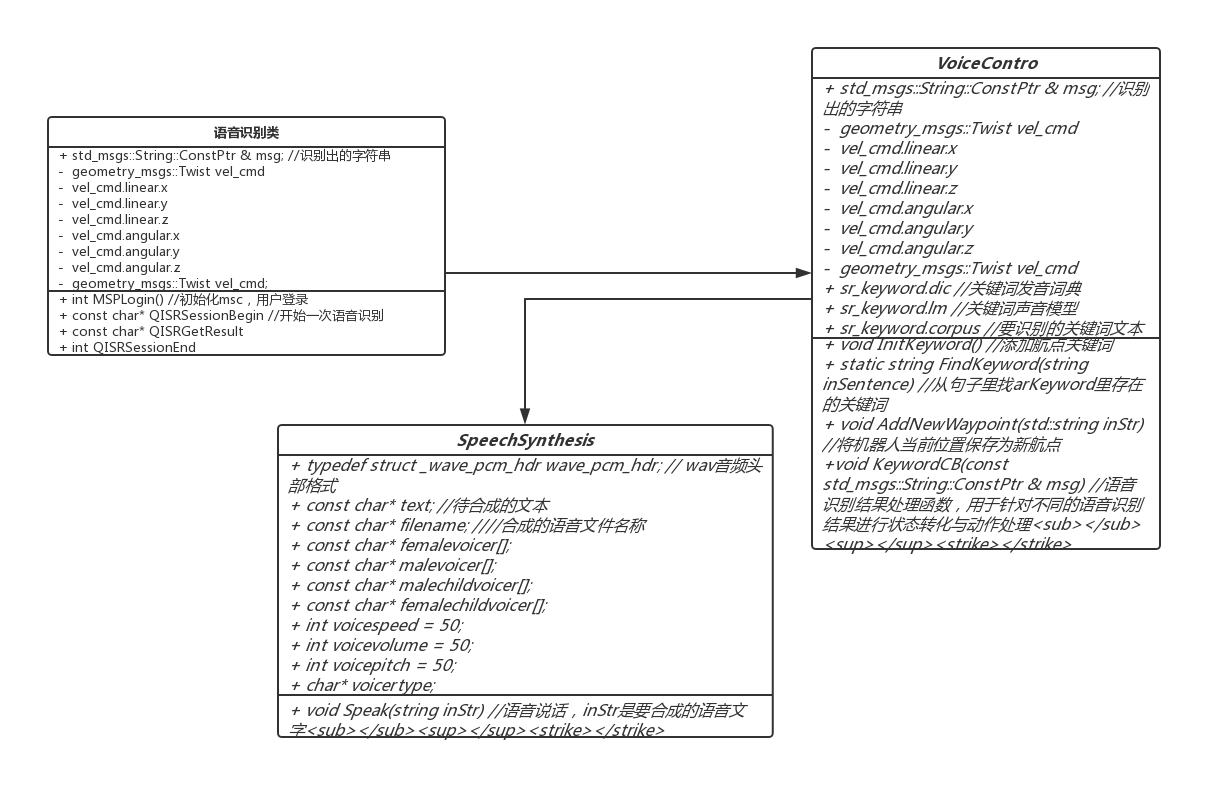 语音识别类
+ std_msgs::String::ConstPtr & msg; //识别出的字符串
-  geometry_msgs::Twist vel_cmd
-  vel_cmd.linear.x
-  vel_cmd.linear.y
-  vel_cmd.linear.z
-  vel_cmd.angular.x
-  vel_cmd.angular.y
-  vel_cmd.angular.z
-  geometry_msgs::Twist vel_cmd;
+ int MSPLogin() //初始化msc，用户登录
+ const char* QISRSessionBegin //开始一次语音识别
+ const char* QISRGetResult
+ int QISRSessionEnd
VoiceContro
+ std_msgs::String::ConstPtr & msg; //识别
出的字符串
-  geometry_msgs::Twist vel_cmd
-  vel_cmd.linear.x
-  vel_cmd.linear.y
-  vel_cmd.linear.z
-  vel_cmd.angular.x
-  vel_cmd.angular.y
-  vel_cmd.angular.z
-  geometry_msgs::Twist vel_cmd
+ sr_keyword.dic //关键词发音词典
+ sr_keyword.lm //关键词声音模型
+ sr_keyword.corpus //要识别的关键词文本
+ void InitKeyword() //添加航点关键词
+ static string FindKeyword(string
inSentence) //从句子里找arKeyword里存在
的关键词
+ void AddNewWaypoint(std::string inStr)
//将机器人当前位置保存为新航点
+void KeywordCB(const
std_msgs::String::ConstPtr & msg) //语音
识别结果处理函数，用于针对不同的语音识别
结果进行状态转化与动作处理<sub></sub>
<sup></sup><strike></strike>
SpeechSynthesis
+ typedef struct _wave_pcm_hdr wave_pcm_hdr; // wav音频头
部格式
+ const char* text; //待合成的文本
+ const char* filename; ////合成的语音文件名称
+ const char* femalevoicer[];
+ const char* malevoicer[];
+ const char* malechildvoicer[];
+ const char* femalechildvoicer[];
+ int voicespeed = 50;
+ int voicevolume = 50;
+ int voicepitch = 50;
+ char* voicertype;
+ void Speak(string inStr) //语音说话，inStr是要合成的语音文
字<sub></sub><sup></sup><strike></strike>